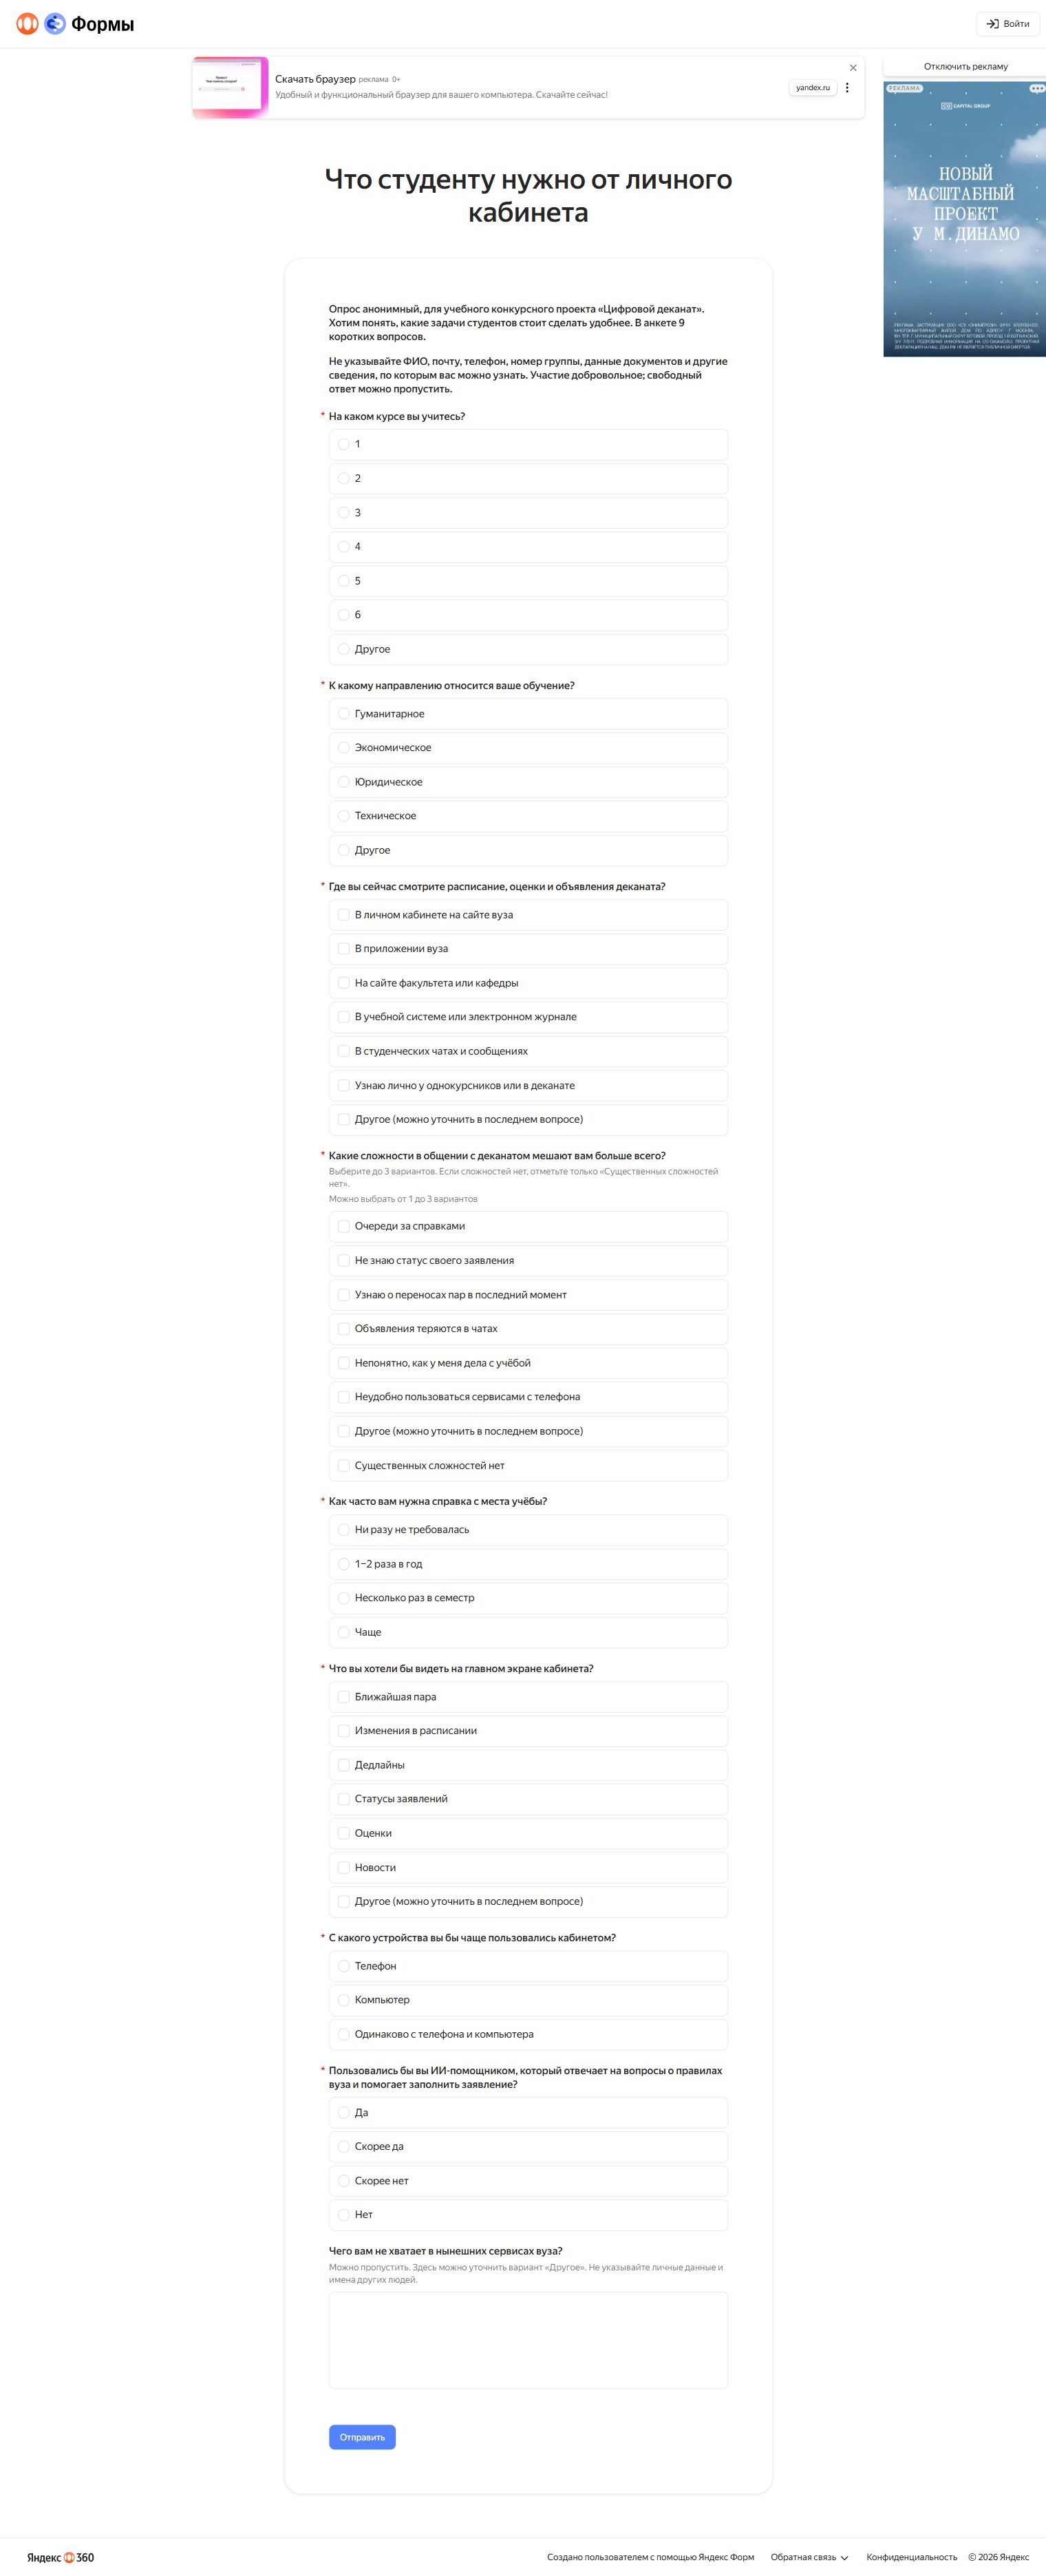 Формы
Войти
Скачать браузер реклама 0+
Удобный и функциональный браузер для вашего компьютера. Скачайте сейчас!
yandex.ru
Отключить рекламу
РЕКЛАМА
CAPITAL GROUP
НОВЫЙ
МАСШТАБНЫЙ
ПРОЕКТ
У М.ДИНАМО
Что студенту нужно от личного
кабинета
Опрос анонимный, для учебного конкурсного проекта «Цифровой деканат».
Хотим понять, какие задачи студентов стоит сделать удобнее. В анкете 9
коротких вопросов.
Не указывайте ФИО, почту, телефон, номер группы, данные документов и другие
сведения, по которым вас можно узнать. Участие добровольное; свободный
ответ можно пропустить.
* На каком курсе вы учитесь?
1
2
3
4
5
6
Другое
* К какому направлению относится ваше обучение?
Гуманитарное
Экономическое
Юридическое
Техническое
Другое
* Где вы сейчас смотрите расписание, оценки и объявления деканата?
В личном кабинете на сайте вуза
В приложении вуза
На сайте факультета или кафедры
В учебной системе или электронном журнале
В студенческих чатах и сообщениях
Узнаю лично у однокурсников или в деканате
Другое (можно уточнить в последнем вопросе)
* Какие сложности в общении с деканатом мешают вам больше всего?
Выберите до 3 вариантов. Если сложностей нет, отметьте только «Существенных сложностей
нет».
Можно выбрать от 1 до 3 вариантов
Очереди за справками
Не знаю статус своего заявления
Узнаю о переносах пар в последний момент
Объявления теряются в чатах
Непонятно, как у меня дела с учёбой
Неудобно пользоваться сервисами с телефона
Другое (можно уточнить в последнем вопросе)
Существенных сложностей нет
* Как часто вам нужна справка с места учёбы?
Ни разу не требовалась
1–2 раза в год
Несколько раз в семестр
Чаще
* Что вы хотели бы видеть на главном экране кабинета?
Ближайшая пара
Изменения в расписании
Дедлайны
Статусы заявлений
Оценки
Новости
Другое (можно уточнить в последнем вопросе)
* С какого устройства вы бы чаще пользовались кабинетом?
Телефон
Компьютер
Одинаково с телефона и компьютера
* Пользовались бы вы ИИ-помощником, который отвечает на вопросы о правилах
вуза и помогает заполнить заявление?
Да
Скорее да
Скорее нет
Нет
Чего вам не хватает в нынешних сервисах вуза?
Можно пропустить. Здесь можно уточнить вариант «Другое». Не указывайте личные данные и
имена других людей.
Отправить
Яндекс 360
Создано пользователем с помощью Яндекс Форм
Обратная связь
Конфиденциальность
© 2026 Яндекс